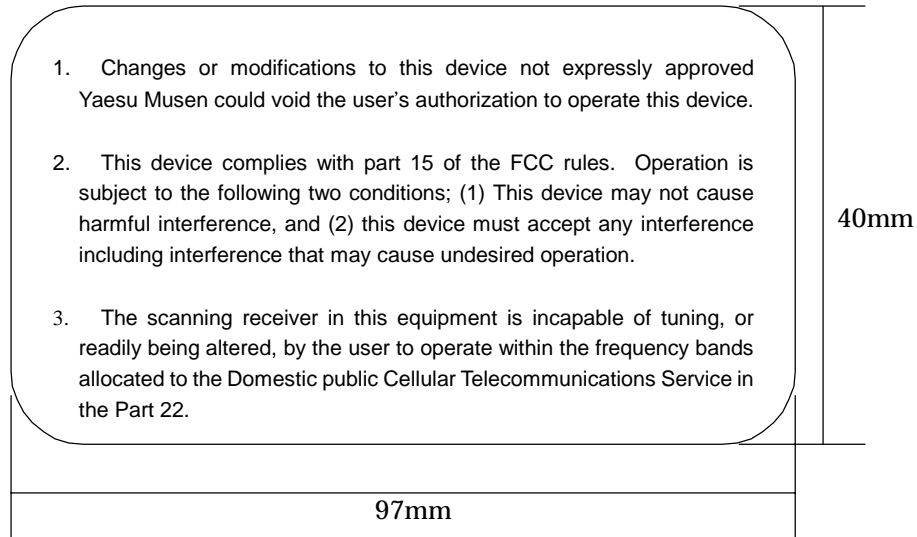 1. Changes or modifications to this device not expressly approved
Yaesu Musen could void the user's authorization to operate this device.
2. This device complies with part 15 of the FCC rules. Operation is
subject to the following two conditions; (1) This device may not cause
harmful interference, and (2) this device must accept any interference
including interference that may cause undesired operation.
3. The scanning receiver in this equipment is incapable of tuning, or
readily being altered, by the user to operate within the frequency bands
allocated to the Domestic public Cellular Telecommunications Service in
the Part 22.
40mm
97mm